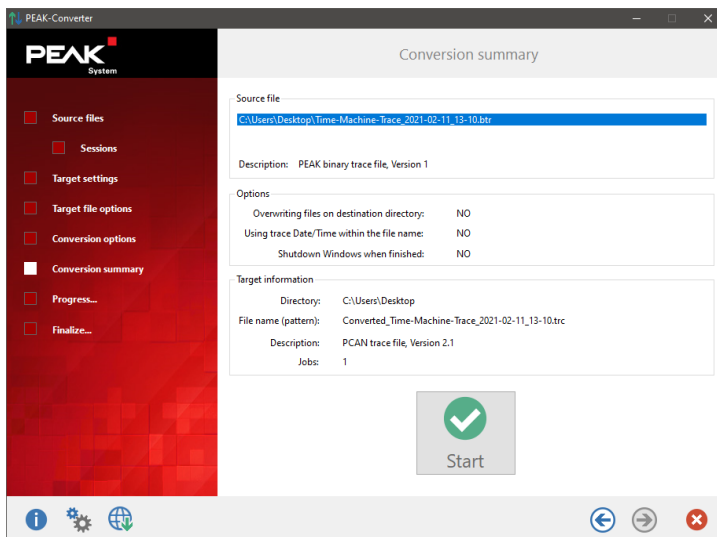 PEAK-Converter
PEAK
System
Conversion summary
Source files
Sessions
Target settings
Target file options
Conversion options
Conversion summary
Progress...
Finalize...
Source file
C:\Users\Desktop\Time-Machine-Trace_2021-02-11_13-10.btr
Description: PEAK binary trace file, Version 1
Options
Overwriting files on destination directory: NO
Using trace Date/Time within the file name: NO
Shutdown Windows when finished: NO
Target information
Directory: C:\Users\Desktop
File name (pattern): Converted_Time-Machine-Trace_2021-02-11_13-10.trc
Description: PCAN trace file, Version 2.1
Jobs: 1
Start